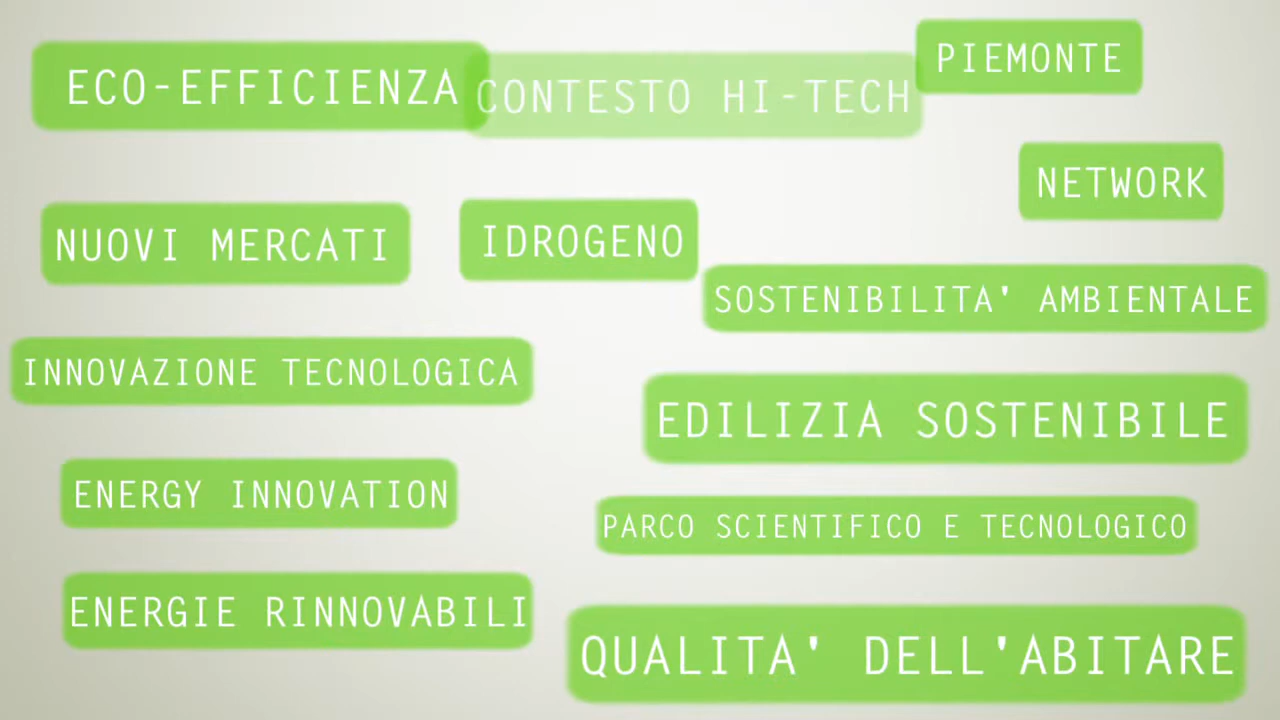 ECO-EFFICIENZA
CONTESTO HI-TECH
PIEMONTE
NETWORK
NUOVI MERCATI
IDROGENO
SOSTENIBILITA' AMBIENTALE
INNOVAZIONE TECNOLOGICA
EDILIZIA SOSTENIBILE
ENERGY INNOVATION
PARCO SCIENTIFICO E TECNOLOGICO
ENERGIE RINNOVABILI
QUALITA' DELL'ABITARE